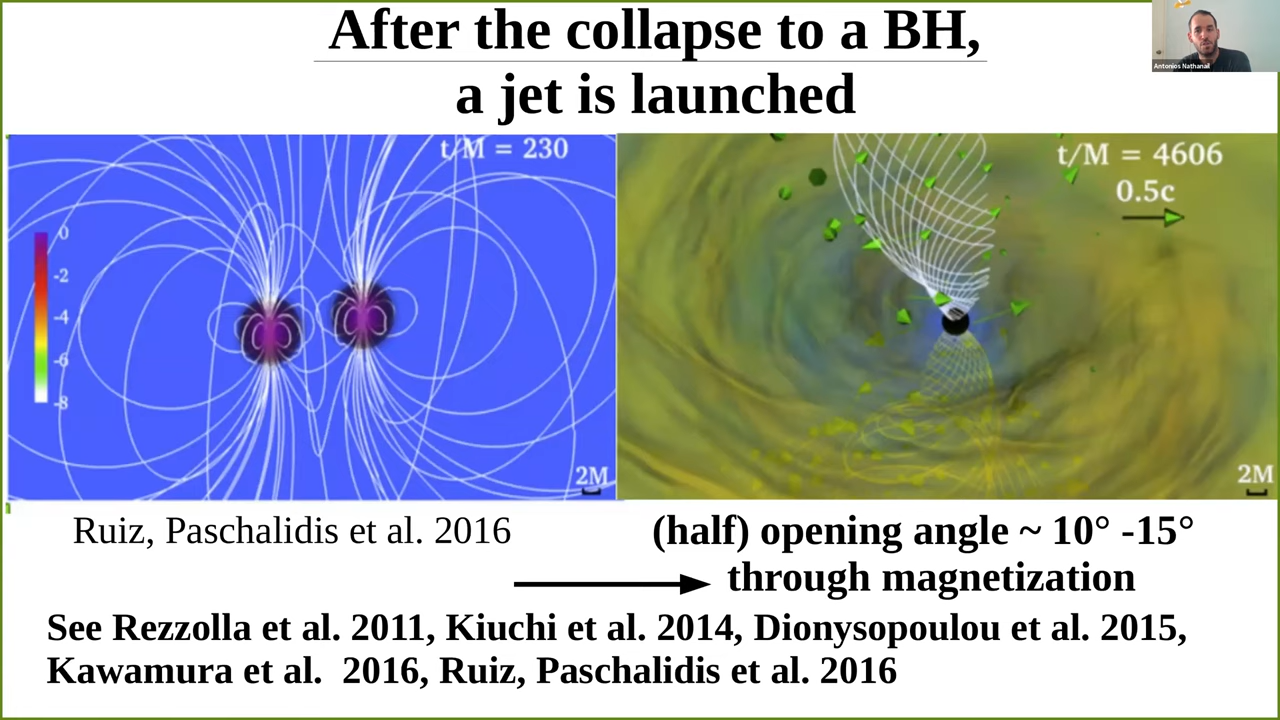 After the collapse to a BH,
a jet is launched
Antonios Nathanail
t/M = 230
0
-2
-4
-6
-8
2M
t/M = 4606
0.5c
2M
Ruiz, Paschalidis et al. 2016
(half) opening angle ~ 10° -15°
through magnetization
See Rezzolla et al. 2011, Kiuchi et al. 2014, Dionysopoulou et al. 2015,
Kawamura et al. 2016, Ruiz, Paschalidis et al. 2016